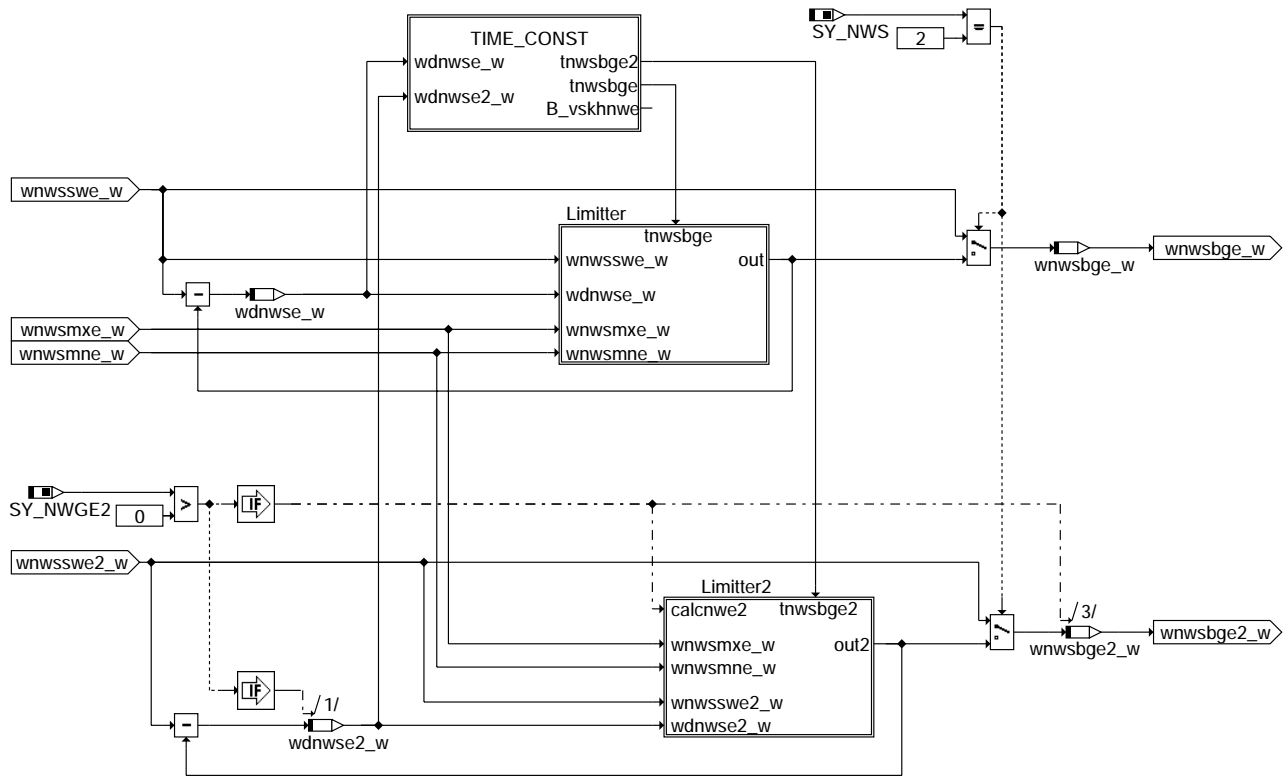 TIME_CONST
wdnwse_w
tnwsbge2
tnwsbge
wdnwse2_w
B_vskhnwe
SY_NWS
2
=
wnwsswe_w
Limitter
tnwsbge
wnwsswe_w
out
wdnwse_w
wnwsmxe_w
wnwsmne_w
-
wdnwse_w
wnwsmxe_w
wnwsmne_w
wnwsbge_w
wnwsbge_w
SY_NWGE2
0
>
IF
wnwsswe2_w
Limitter2
calcnwe2
tnwsbge2
wnwsmxe_w
out2
wnwsmne_w
wnwsswe2_w
wdnwse2_w
/3/
wnwsbge2_w
wnwsbge2_w
IF
/1/
-
wdnwse2_w